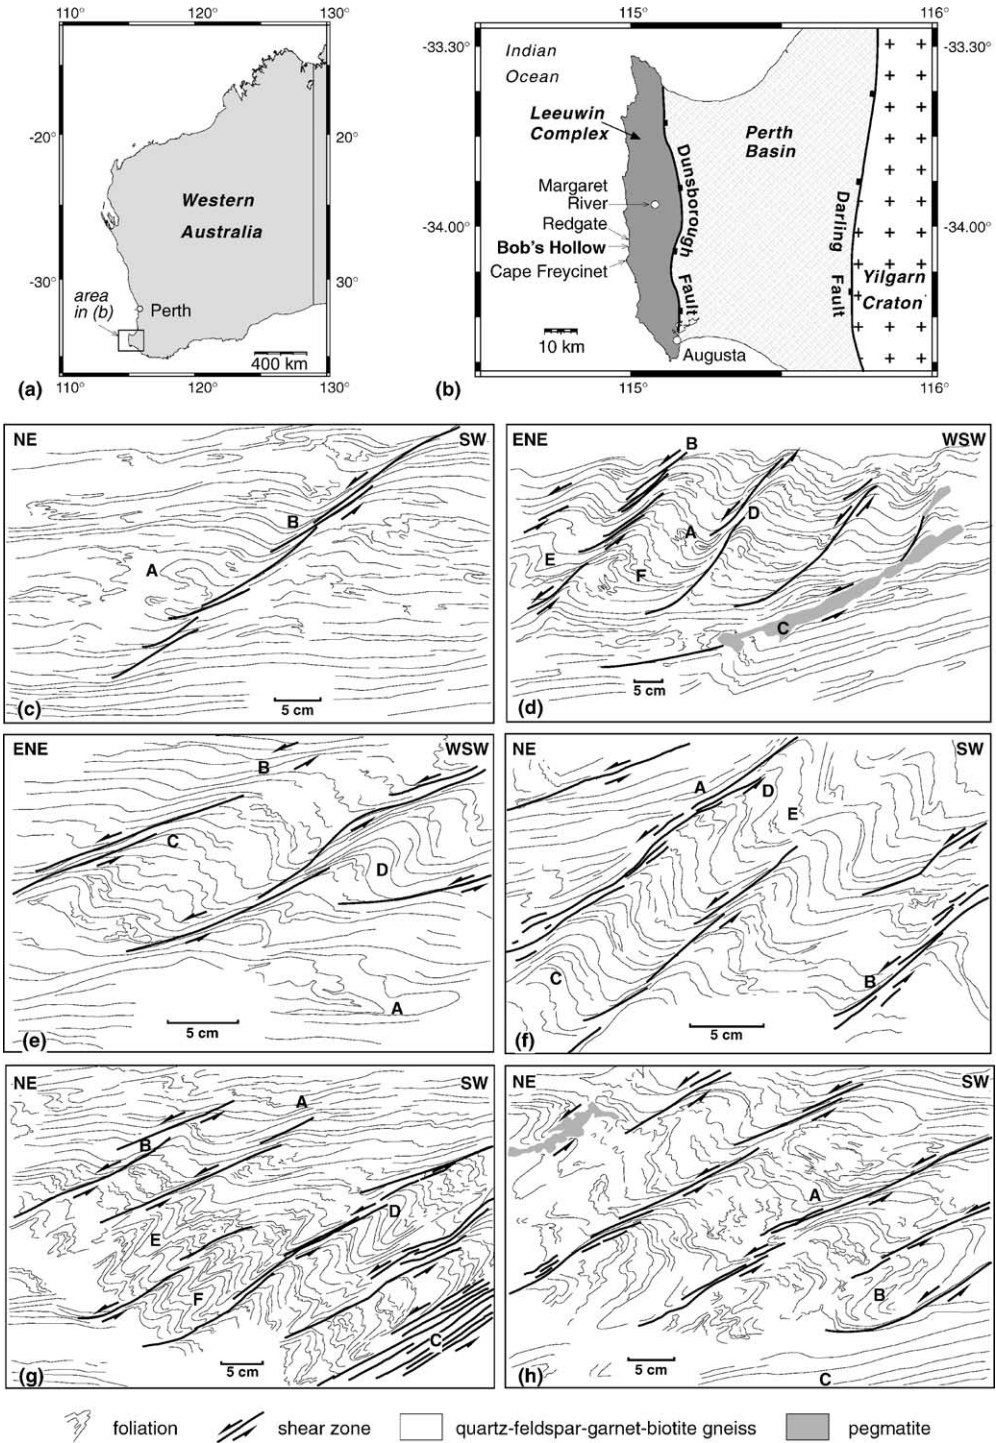 110° 120° 130°
-20° 20°
-30° 30°
Western
Australia
area
in (b)
Perth
400 km
(a)
110° 120° 130°
115° 116°
-33.30° -33.30°
Indian
Ocean
Leeuwin
Complex
Perth
Basin
Margaret
River
Redgate
Bob's Hollow
Cape Freycinet
Dunsborough Fault
Darling Fault
-34.00° -34.00°
Yilgarn
Craton
10 km
Augusta
(b)
115° 116°
NE SW
B
A
5 cm
(c)
ENE WSW
B
A
D
E
F
C
5 cm
(d)
ENE WSW
B
C
D
A
5 cm
(e)
NE SW
A
D
E
B
C
5 cm
(f)
NE SW
A
B
D
E
F
C
5 cm
(g)
NE SW
A
B
C
5 cm
(h)
foliation shear zone quartz-feldspar-garnet-biotite gneiss pegmatite